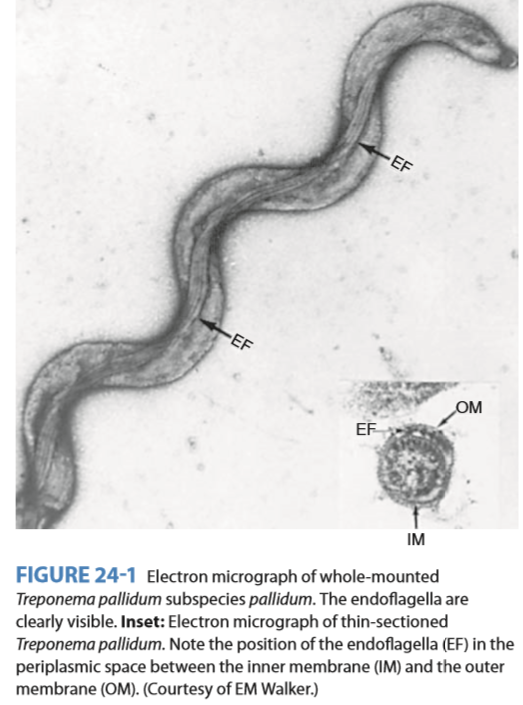 EF
EF
OM
EF
IM
FIGURE 24-1 Electron micrograph of whole-mounted
Treponema pallidum subspecies pallidum. The endoflagella are
clearly visible. Inset: Electron micrograph of thin-sectioned
Treponema pallidum. Note the position of the endoflagella (EF) in the
periplasmic space between the inner membrane (IM) and the outer
membrane (OM). (Courtesy of EM Walker.)